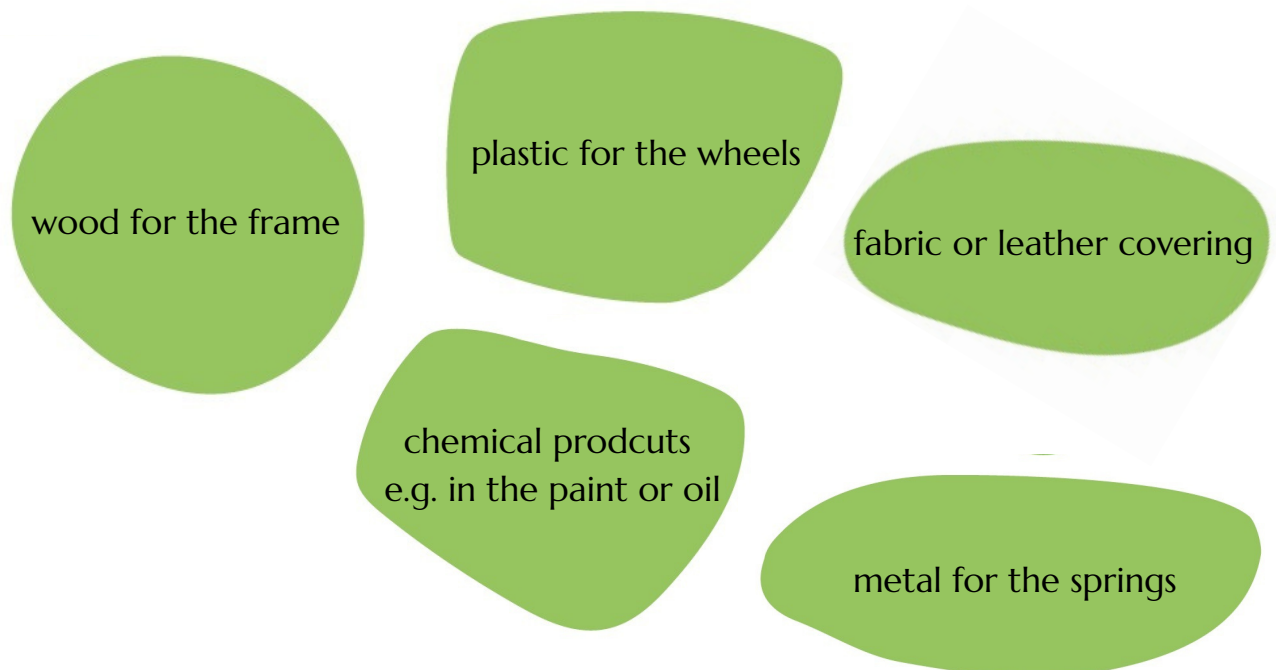 plastic for the wheels
wood for the frame
fabric or leather covering
chemical prodcuts
e.g. in the paint or oil
metal for the springs